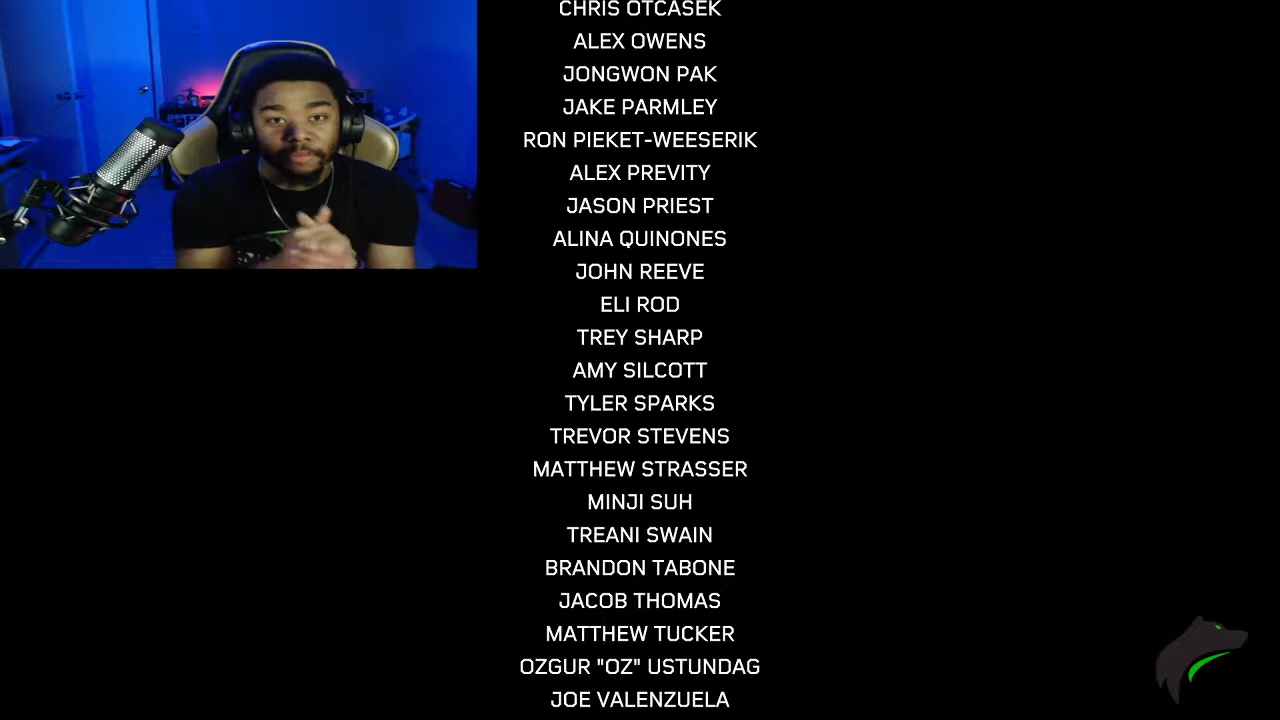 CHRIS OTCASEK
ALEX OWENS
JONGWON PAK
JAKE PARMLEY
RON PIEKET-WEESERIK
ALEX PREVITY
JASON PRIEST
ALINA QUINONES
JOHN REEVE
ELI ROD
TREY SHARP
AMY SILCOTT
TYLER SPARKS
TREVOR STEVENS
MATTHEW STRASSER
MINJI SUH
TREANI SWAIN
BRANDON TABONE
JACOB THOMAS
MATTHEW TUCKER
OZGUR "OZ" USTUNDAG
JOE VALENZUELA